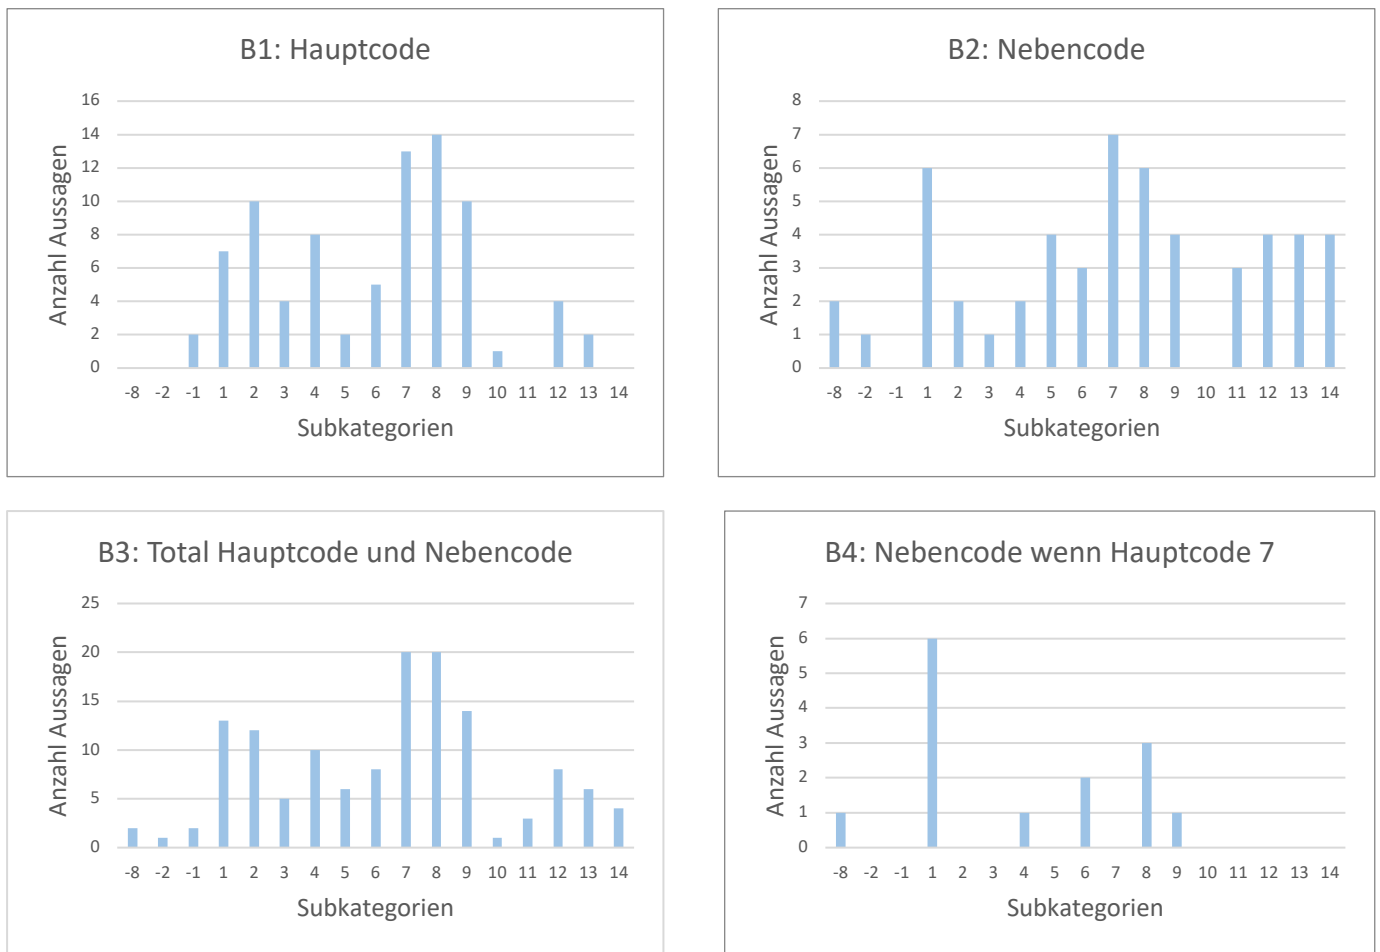 B1: Hauptcode
Anzahl Aussagen
16
14
12
10
8
6
4
2
0
-8 -2 -1 1 2 3 4 5 6 7 8 9 10 11 12 13 14
Subkategorien
B2: Nebencode
Anzahl Aussagen
8
7
6
5
4
3
2
1
0
-8 -2 -1 1 2 3 4 5 6 7 8 9 10 11 12 13 14
Subkategorien
B3: Total Hauptcode und Nebencode
Anzahl Aussagen
25
20
15
10
5
0
-8 -2 -1 1 2 3 4 5 6 7 8 9 10 11 12 13 14
Subkategorien
B4: Nebencode wenn Hauptcode 7
Anzahl Aussagen
7
6
5
4
3
2
1
0
-8 -2 -1 1 2 3 4 5 6 7 8 9 10 11 12 13 14
Subkategorien